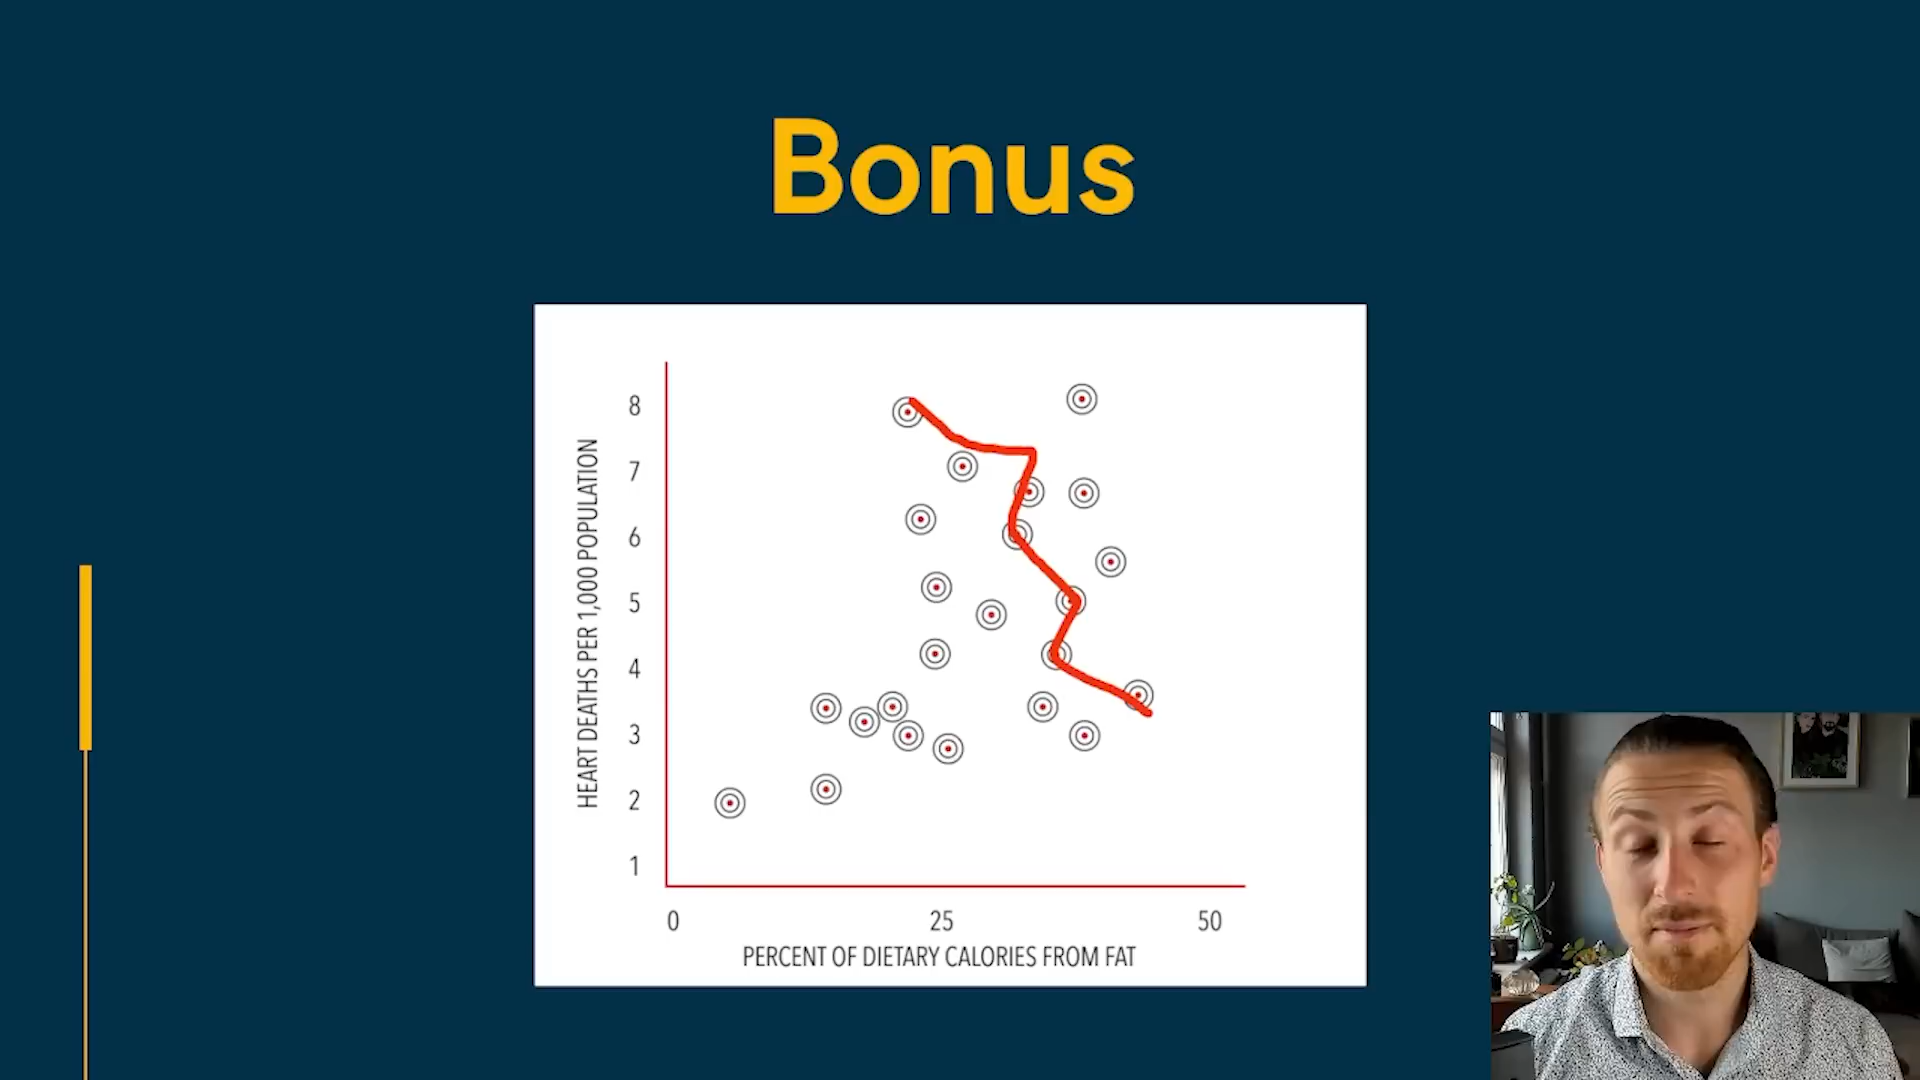 Bonus
HEART DEATHS PER 1,000 POPULATION
8
7
6
5
4
3
2
1
0 25 50
PERCENT OF DIETARY CALORIES FROM FAT